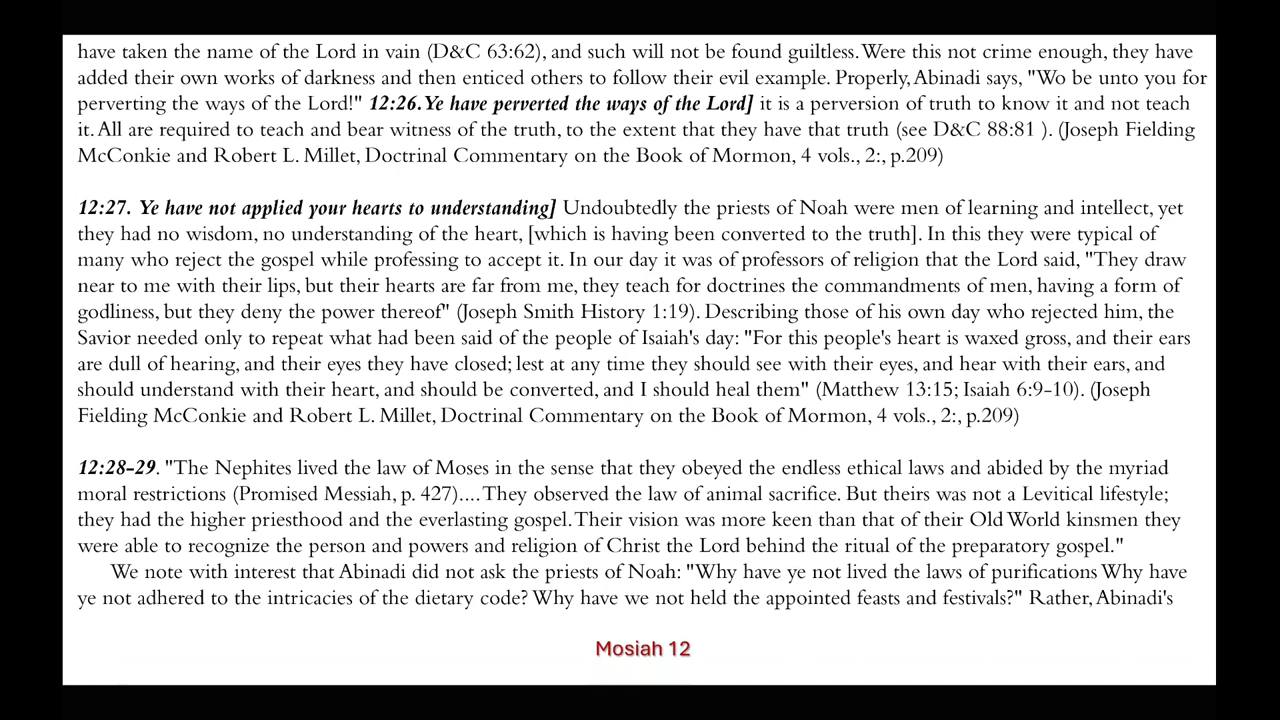 have taken the name of the Lord in vain (D&C 63:62), and such will not be found guiltless. Were this not crime enough, they have
added their own works of darkness and then enticed others to follow their evil example. Properly, Abinadi says, "Wo be unto you for
perverting the ways of the Lord!" 12:26. Ye have perverted the ways of the Lord] it is a perversion of truth to know it and not teach
it. All are required to teach and bear witness of the truth, to the extent that they have that truth (see D&C 88:81 ). (Joseph Fielding
McConkie and Robert L. Millet, Doctrinal Commentary on the Book of Mormon, 4 vols., 2:, p.209)
12:27. Ye have not applied your hearts to understanding] Undoubtedly the priests of Noah were men of learning and intellect, yet
they had no wisdom, no understanding of the heart, [which is having been converted to the truth]. In this they were typical of
many who reject the gospel while professing to accept it. In our day it was of professors of religion that the Lord said, "They draw
near to me with their lips, but their hearts are far from me, they teach for doctrines the commandments of men, having a form of
godliness, but they deny the power thereof" (Joseph Smith History 1:19). Describing those of his own day who rejected him, the
Savior needed only to repeat what had been said of the people of Isaiah's day: "For this people's heart is waxed gross, and their ears
are dull of hearing, and their eyes they have closed; lest at any time they should see with their eyes, and hear with their ears, and
should understand with their heart, and should be converted, and I should heal them" (Matthew 13:15; Isaiah 6:9-10). (Joseph
Fielding McConkie and Robert L. Millet, Doctrinal Commentary on the Book of Mormon, 4 vols., 2:, p.209)
12:28-29. "The Nephites lived the law of Moses in the sense that they obeyed the endless ethical laws and abided by the myriad
moral restrictions (Promised Messiah, p. 427)....They observed the law of animal sacrifice. But theirs was not a Levitical lifestyle;
they had the higher priesthood and the everlasting gospel. Their vision was more keen than that of their Old World kinsmen they
were able to recognize the person and powers and religion of Christ the Lord behind the ritual of the preparatory gospel."
We note with interest that Abinadi did not ask the priests of Noah: "Why have ye not lived the laws of purifications Why have
ye not adhered to the intricacies of the dietary code? Why have we not held the appointed feasts and festivals?" Rather, Abinadi's
Mosiah 12